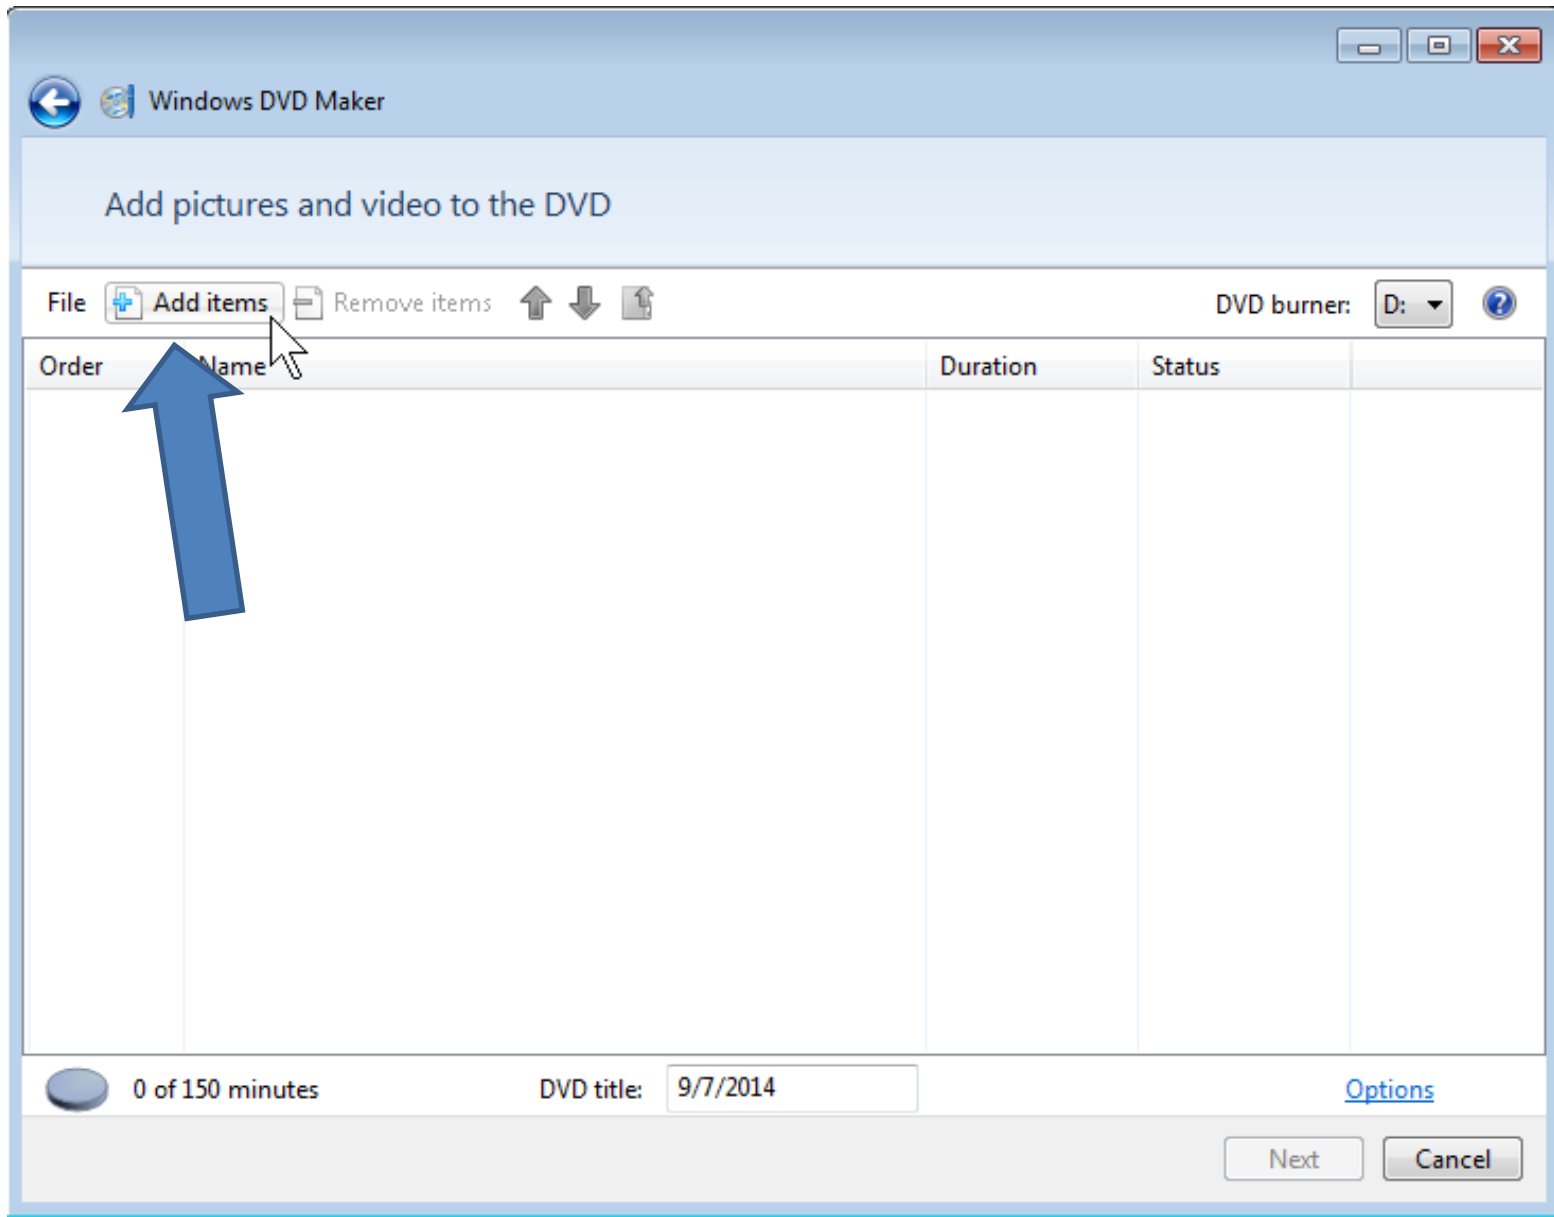 Windows DVD Maker
Add pictures and video to the DVD
File Add items Remove items DVD burner: D:
Order Name Duration Status
0 of 150 minutes DVD title: 9/7/2014 Options
Next Cancel